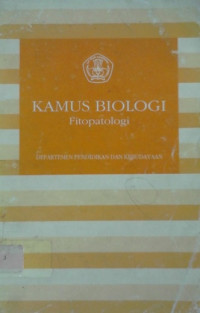 KAMUS BIOLOGI
Fitopatologi
DEPARTEMEN PENDIDIKAN DAN KEBUDAYAAN